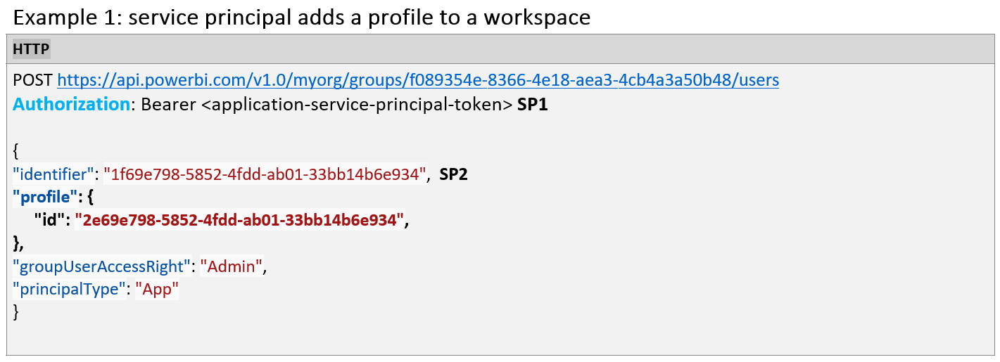 Example 1: service principal adds a profile to a workspace
HTTP
POST https://api.powerbi.com/v1.0/myorg/groups/f089354e-8366-4e18-aea3-4cb4a3a50b48/users
Authorization: Bearer <application-service-principal-token> SP1
{
"identifier": "1f69e798-5852-4fdd-ab01-33bb14b6e934", SP2
"profile": {
"id": "2e69e798-5852-4fdd-ab01-33bb14b6e934",
},
"groupUserAccessRight": "Admin",
"principalType": "App"
}